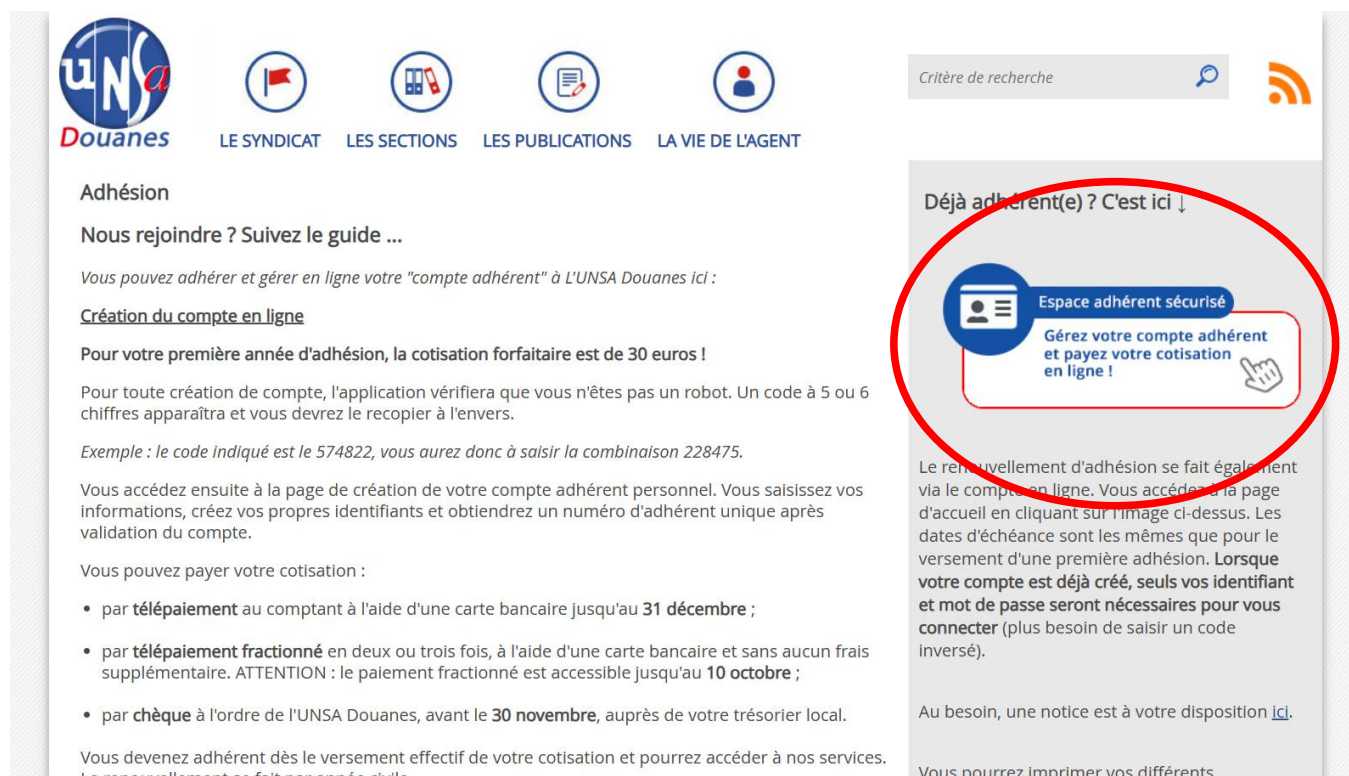 unsa
Douanes
LE SYNDICAT
LES SECTIONS
LES PUBLICATIONS
LA VIE DE L'AGENT
Critère de recherche
Adhésion
Nous rejoindre ? Suivez le guide ...
Vous pouvez adhérer et gérer en ligne votre "compte adhérent" à L'UNSA Douanes ici :
Création du compte en ligne
Pour votre première année d'adhésion, la cotisation forfaitaire est de 30 euros !
Pour toute création de compte, l'application vérifiera que vous n'êtes pas un robot. Un code à 5 ou 6
chiffres apparaîtra et vous devrez le recopier à l'envers.
Exemple : le code indiqué est le 574822, vous aurez donc à saisir la combinaison 228475.
Vous accédez ensuite à la page de création de votre compte adhérent personnel. Vous saisissez vos
informations, créez vos propres identifiants et obtiendrez un numéro d'adhérent unique après
validation du compte.
Vous pouvez payer votre cotisation :
• par télépaiement au comptant à l'aide d'une carte bancaire jusqu'au 31 décembre ;
• par télépaiement fractionné en deux ou trois fois, à l'aide d'une carte bancaire et sans aucun frais
supplémentaire. ATTENTION : le paiement fractionné est accessible jusqu'au 10 octobre ;
• par chèque à l'ordre de l'UNSA Douanes, avant le 30 novembre, auprès de votre trésorier local.
Vous devenez adhérent dès le versement effectif de votre cotisation et pourrez accéder à nos services.
Le renouvellement se fait par année civile
Déjà adhérent(e) ? C'est ici ↓
Espace adhérent sécurisé
Gérez votre compte adhérent
et payez votre cotisation
en ligne !
Le renouvellement d'adhésion se fait également
via le compte en ligne. Vous accédez à la page
d'accueil en cliquant sur l'image ci-dessus. Les
dates d'échéance sont les mêmes que pour le
versement d'une première adhésion. Lorsque
votre compte est déjà créé, seuls vos identifiant
et mot de passe seront nécessaires pour vous
connecter (plus besoin de saisir un code
inversé).
Au besoin, une notice est à votre disposition ici.
Vous pourrez imprimer vos différents